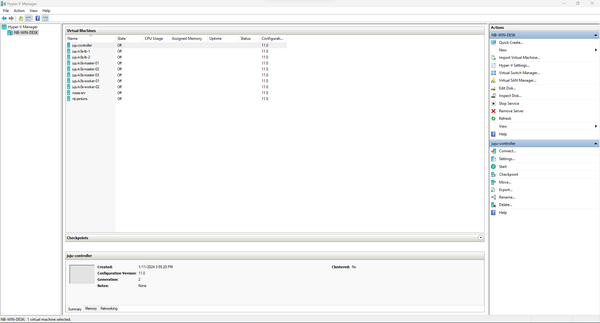 Hyper-V Manager
File Action View Help
Hyper-V Manager
NB-WIN-DESK
Virtual Machines
Name State CPU Usage Assigned Memory Uptime Status Configurati...
juju-controller Off 11.0
juju-k8s-lb-1 Off 11.0
juju-k8s-lb-2 Off 11.0
juju-k8s-master-01 Off 11.0
juju-k8s-master-02 Off 11.0
juju-k8s-master-03 Off 11.0
juju-k8s-worker-01 Off 11.0
juju-k8s-worker-02 Off 11.0
Off 11.0
nb-jenkins Off 11.0
Checkpoints
juju-controller
Created: 1/11/2024 3:55:20 PM Clustered: No
Configuration Version: 11.0
Generation: 2
Notes: None
Summary Memory Networking
Actions
NB-WIN-DESK
Quick Create...
New
Import Virtual Machine...
Hyper-V Settings...
Virtual Switch Manager...
Virtual SAN Manager...
Edit Disk...
Inspect Disk...
Stop Service
Remove Server
Refresh
View
Help
juju-controller
Connect...
Settings...
Start
Checkpoint
Move...
Export...
Rename...
Delete...
Help
NB-WIN-DESK: 1 virtual machine selected.